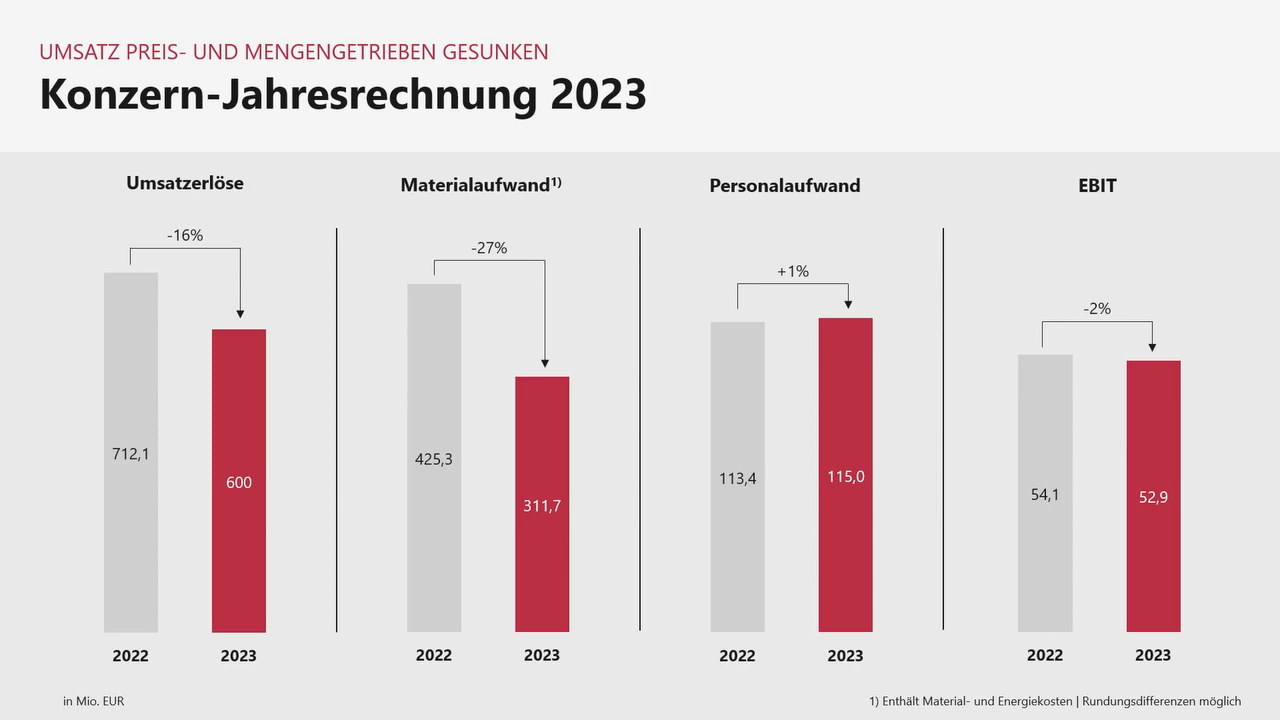 UMSATZ PREIS- UND MENGENGETRIEBEN GESUNKEN
Konzern-Jahresrechnung 2023
Umsatzerlöse
-16%
712,1
600
2022 2023
Materialaufwand¹⁾
-27%
425,3
311,7
2022 2023
Personalaufwand
+1%
113,4
115,0
2022 2023
EBIT
-2%
54,1
52,9
2022 2023
in Mio. EUR
1) Enthält Material- und Energiekosten | Rundungsdifferenzen möglich